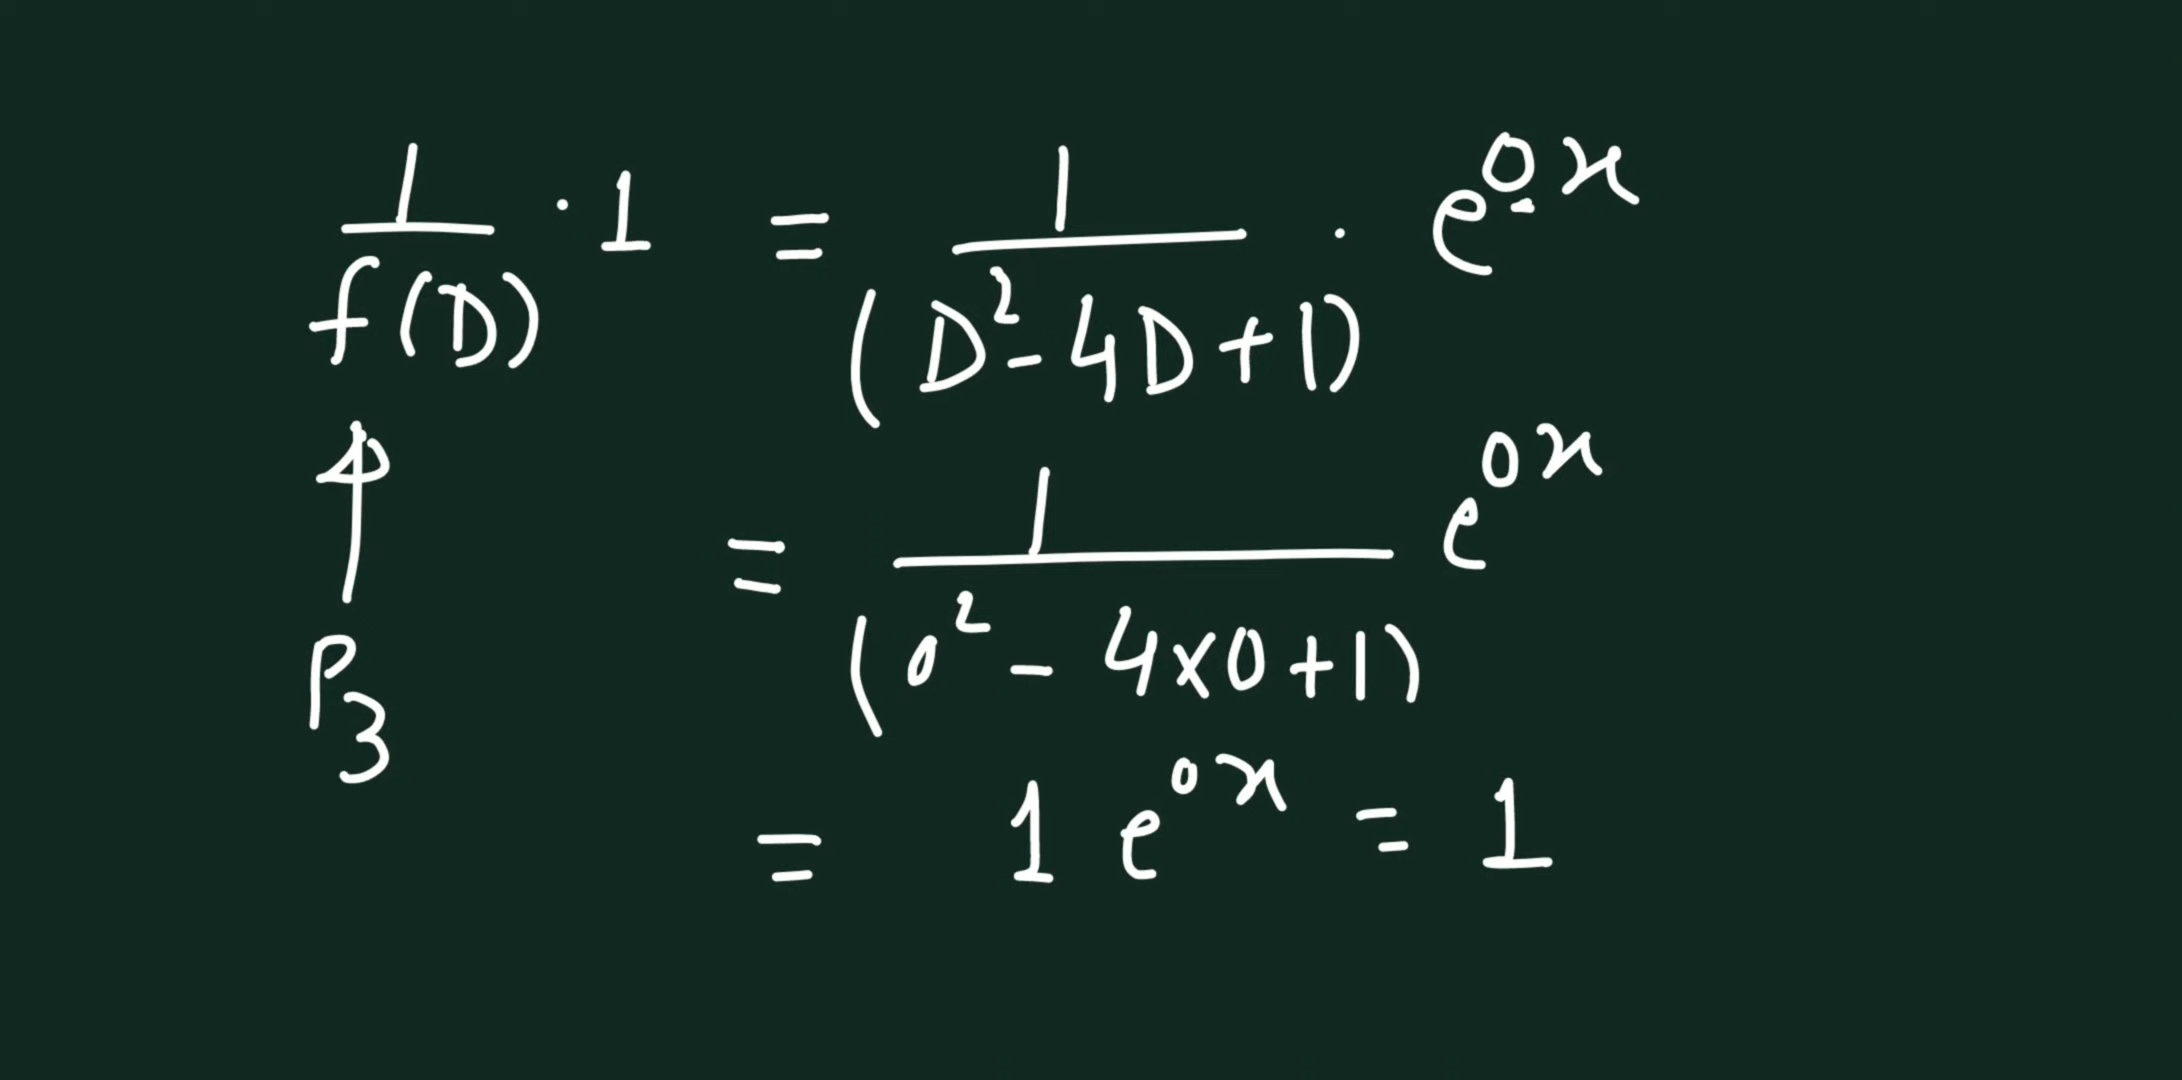 1/f(D) · 1 = 1/(D² - 4D + 1) · e^{0x}
= 1/(0² - 4×0+1) e^{0x}
P₃
= 1 e^{0x} = 1